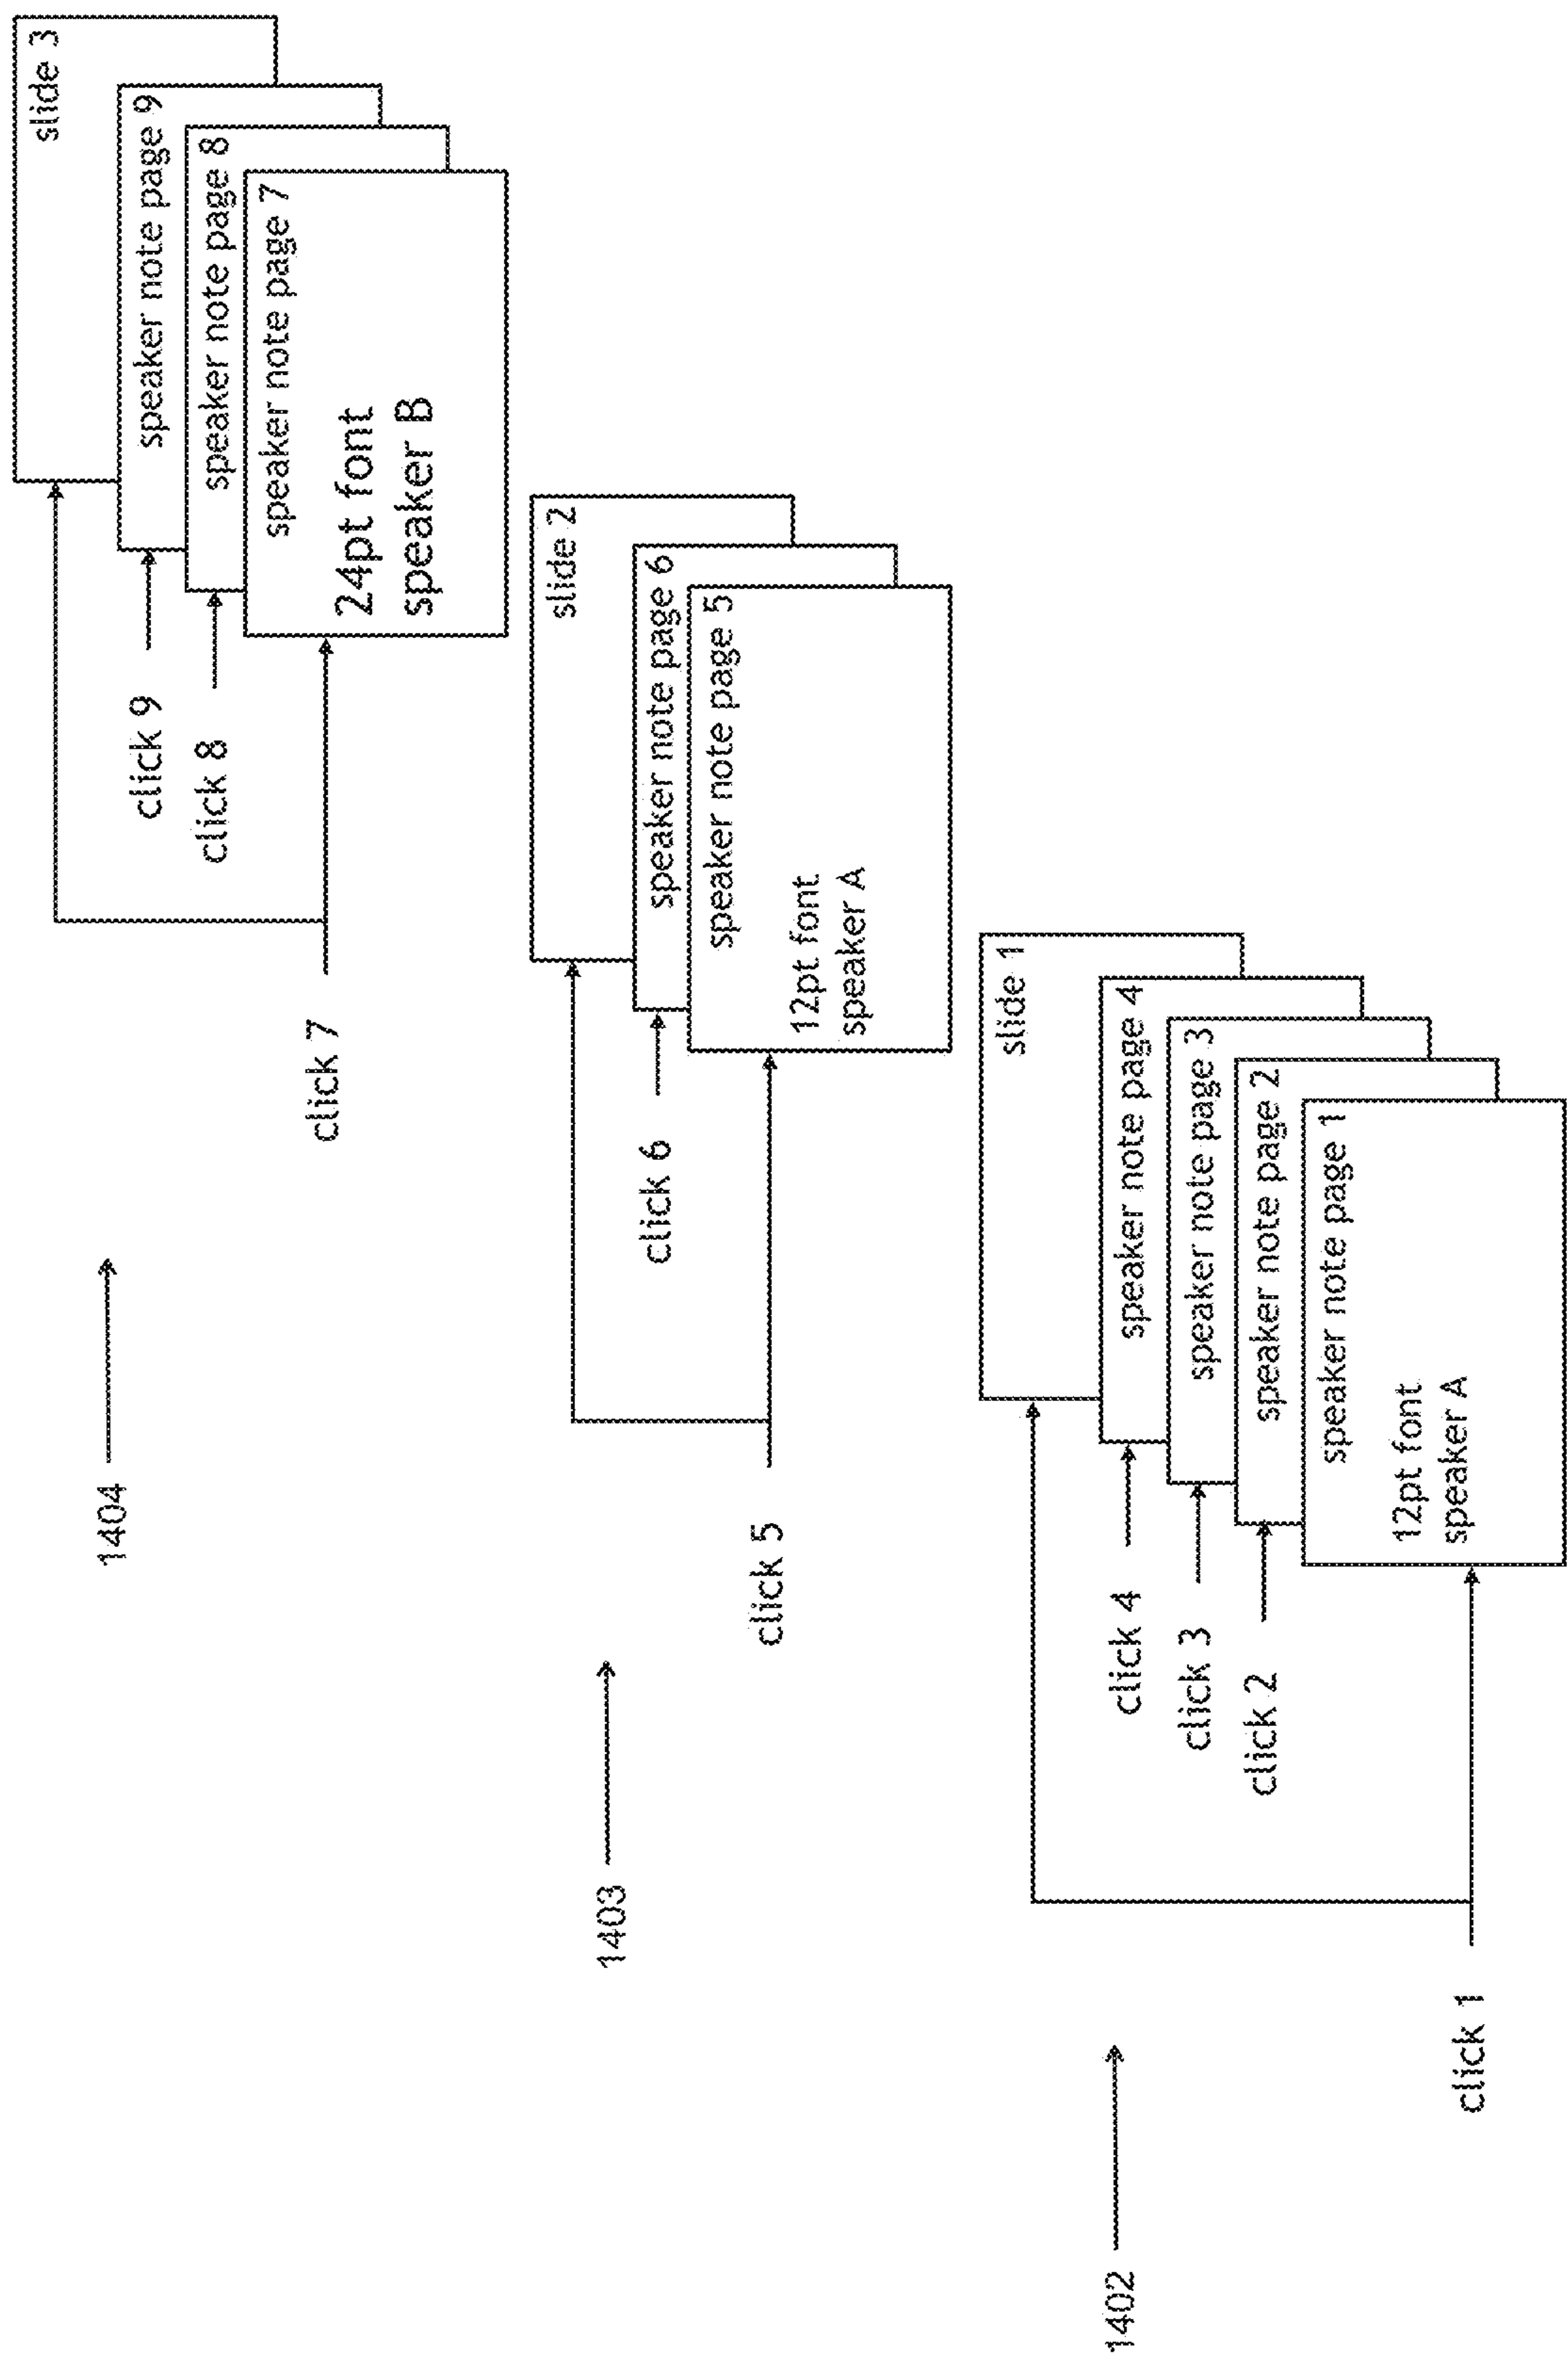 1404
slide 3
speaker note page 9
speaker note page 8
speaker note page 7
24pt font
speaker B
click 9
click 8
click 7
1403
slide 2
speaker note page 6
speaker note page 5
12pt font
speaker A
click 6
click 5
1402
slide 1
speaker note page 4
speaker note page 3
speaker note page 2
speaker note page 1
12pt font
speaker A
click 4
click 3
click 2
click 1